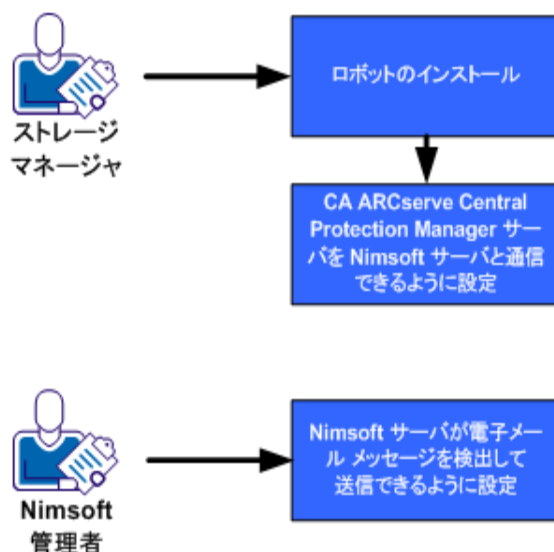 ストレージ
マネージャ
ロボットのインストール
CA ARCserve Central
Protection Manager サー
バを Nimsoft サーバと通信
できるように設定
Nimsoft
管理者
Nimsoft サーバが電子メー
ル メッセージを検出して
送信できるように設定